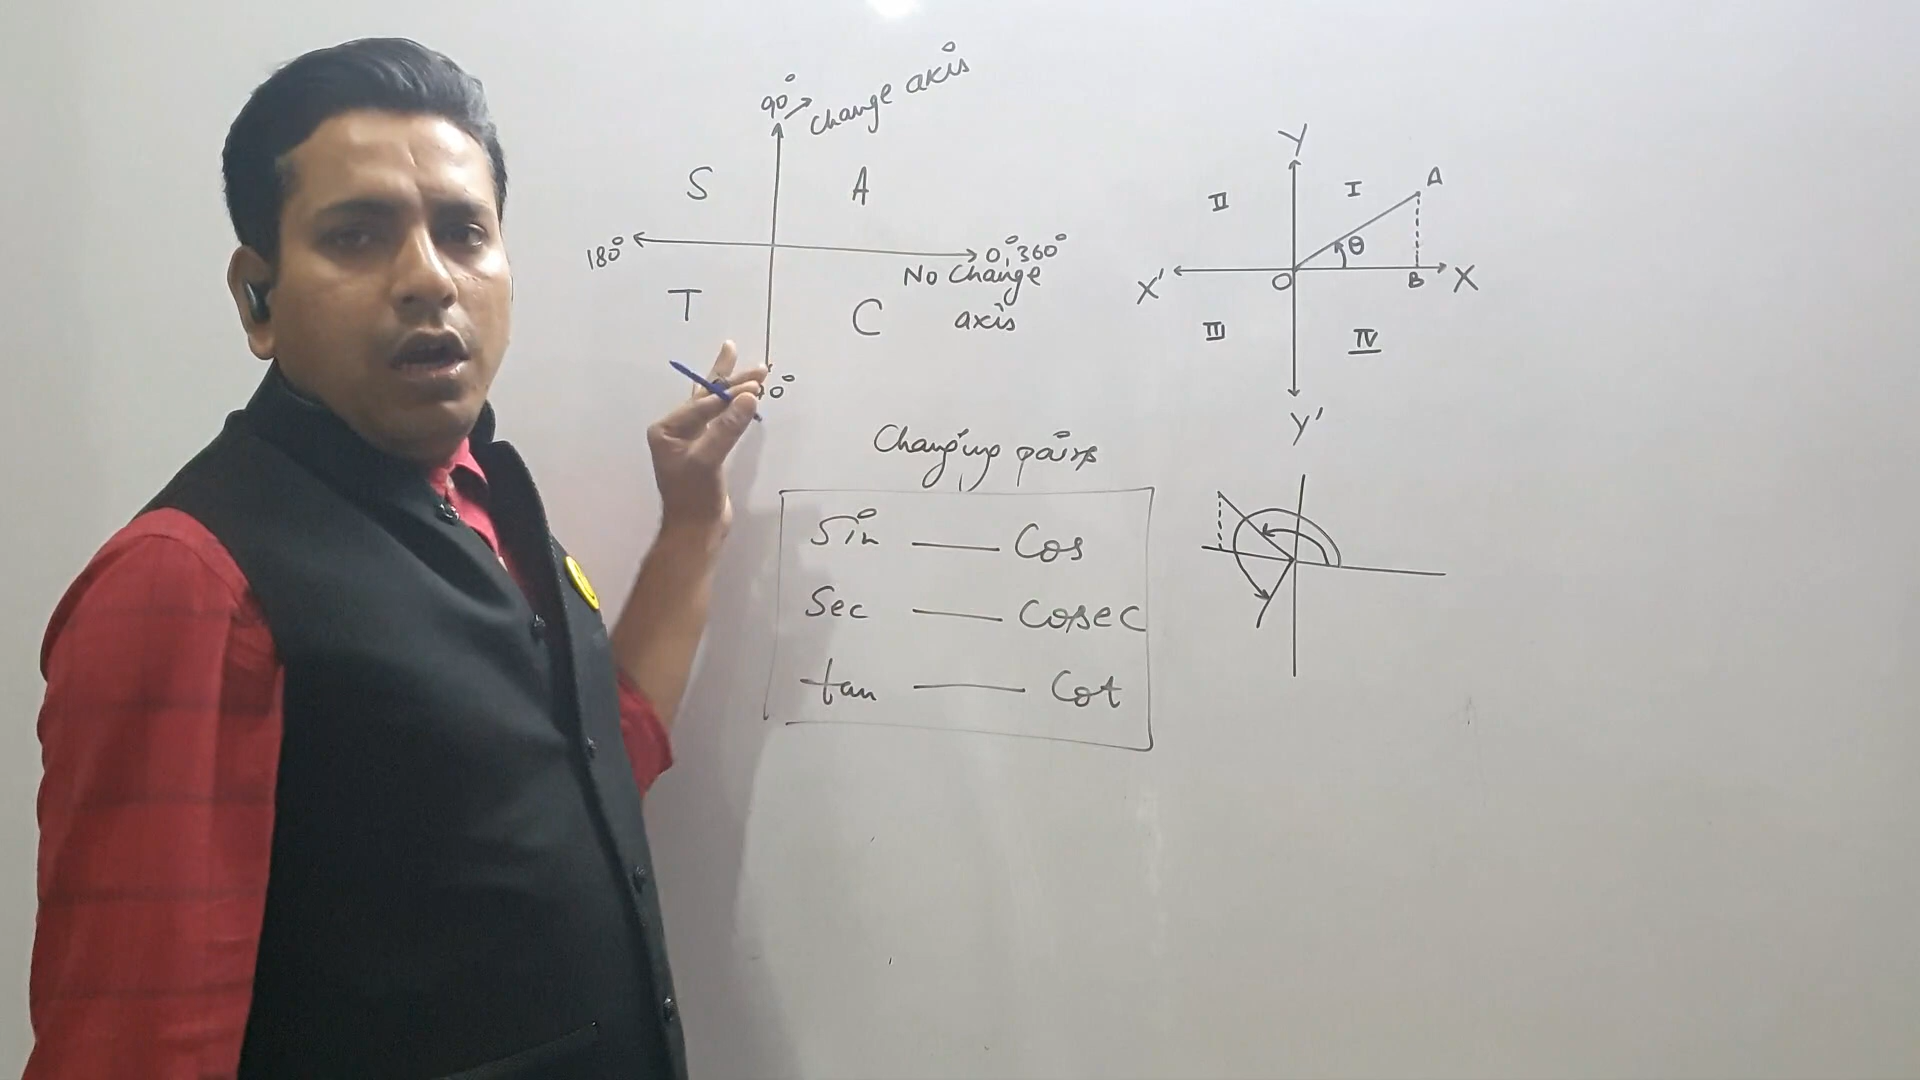 90°
Change axis
S
A
180°
0°, 360°
No Change
axis
T
C
Changing pairs
Sin — Cos
Sec — Cosec
tan — Cot
Y
II
I
A
θ
X'
O
B
X
III
IV
Y'